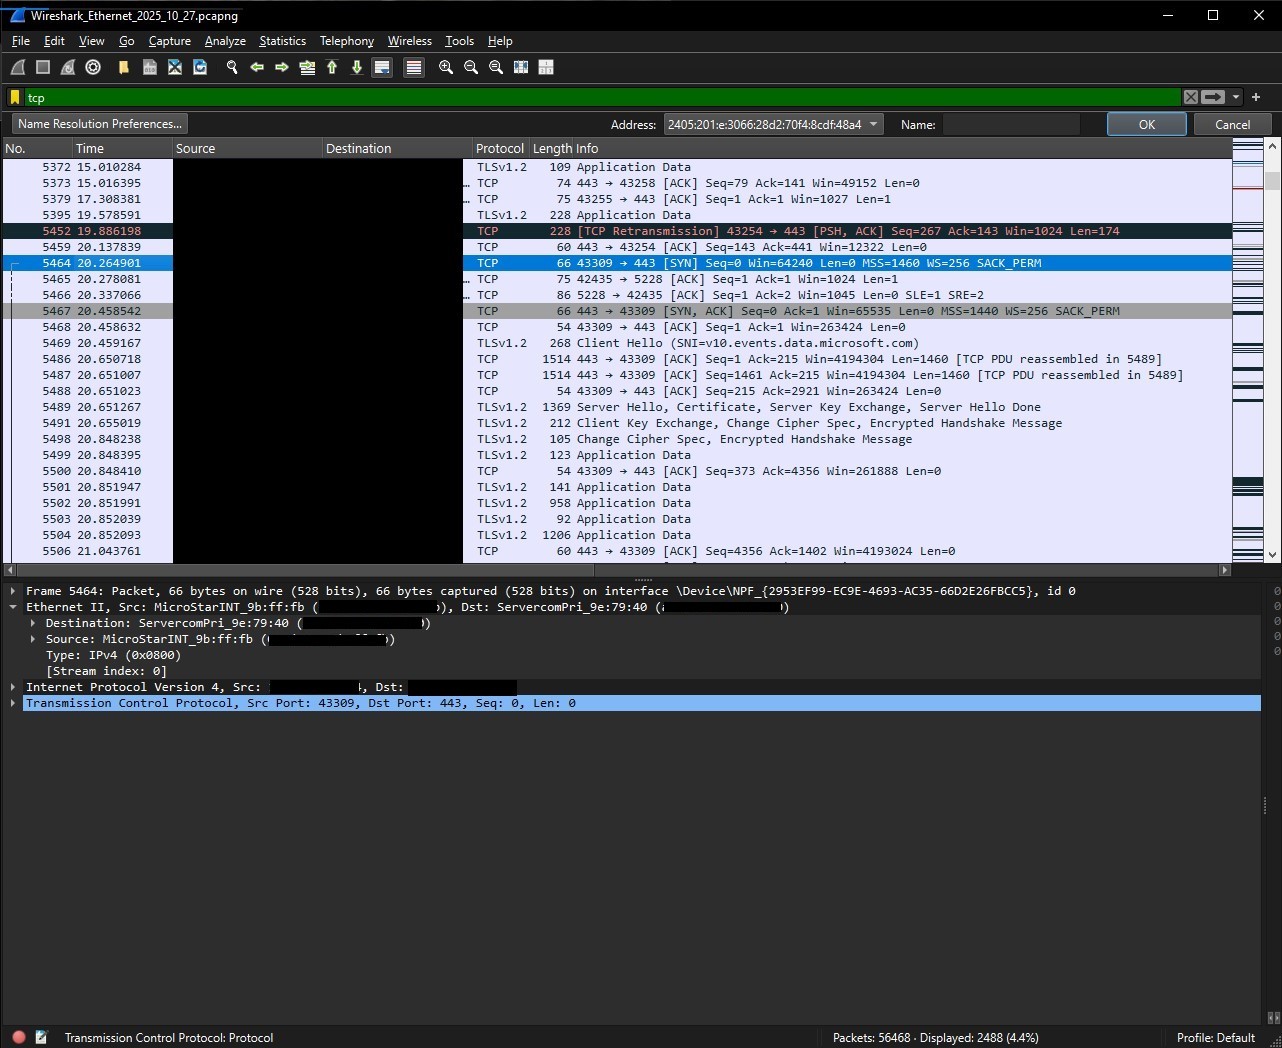 Wireshark_Ethernet_2025_10_27.pcapng
File Edit View Go Capture Analyze Statistics Telephony Wireless Tools Help
tcp
Name Resolution Preferences... Address: 2405:201:e:3066:28d2:70f4:8cdf:48a4 Name: OK Cancel
No. Time Source Destination Protocol Length Info
5372 15.010284 TLSv1.2 109 Application Data
5373 15.016395 … TCP 74 443 → 43258 [ACK] Seq=79 Ack=141 Win=49152 Len=0
5379 17.308381 … TCP 75 43255 → 443 [ACK] Seq=1 Ack=1 Win=1027 Len=1
5395 19.578591 TLSv1.2 228 Application Data
5452 19.886198 TCP 228 [TCP Retransmission] 43254 → 443 [PSH, ACK] Seq=267 Ack=143 Win=1024 Len=174
5459 20.137839 TCP 60 443 → 43254 [ACK] Seq=143 Ack=441 Win=12322 Len=0
5464 20.264901 TCP 66 43309 → 443 [SYN] Seq=0 Win=64240 Len=0 MSS=1460 WS=256 SACK_PERM
5465 20.278081 … TCP 75 42435 → 5228 [ACK] Seq=1 Ack=1 Win=1024 Len=1
5466 20.337066 … TCP 86 5228 → 42435 [ACK] Seq=1 Ack=2 Win=1045 Len=0 SLE=1 SRE=2
5467 20.458542 TCP 66 443 → 43309 [SYN, ACK] Seq=0 Ack=1 Win=65535 Len=0 MSS=1440 WS=256 SACK_PERM
5468 20.458632 TCP 54 43309 → 443 [ACK] Seq=1 Ack=1 Win=263424 Len=0
5469 20.459167 TLSv1.2 268 Client Hello (SNI=v10.events.data.microsoft.com)
5486 20.650718 TCP 1514 443 → 43309 [ACK] Seq=1 Ack=215 Win=4194304 Len=1460 [TCP PDU reassembled in 5489]
5487 20.651007 TCP 1514 443 → 43309 [ACK] Seq=1461 Ack=215 Win=4194304 Len=1460 [TCP PDU reassembled in 5489]
5488 20.651023 TCP 54 43309 → 443 [ACK] Seq=215 Ack=2921 Win=263424 Len=0
5489 20.651267 TLSv1.2 1369 Server Hello, Certificate, Server Key Exchange, Server Hello Done
5491 20.655019 TLSv1.2 212 Client Key Exchange, Change Cipher Spec, Encrypted Handshake Message
5498 20.848238 TLSv1.2 105 Change Cipher Spec, Encrypted Handshake Message
5499 20.848395 TLSv1.2 123 Application Data
5500 20.848410 TCP 54 43309 → 443 [ACK] Seq=373 Ack=4356 Win=261888 Len=0
5501 20.851947 TLSv1.2 141 Application Data
5502 20.851991 TLSv1.2 958 Application Data
5503 20.852039 TLSv1.2 92 Application Data
5504 20.852093 TLSv1.2 1206 Application Data
5506 21.043761 TCP 60 443 → 43309 [ACK] Seq=4356 Ack=1402 Win=4193024 Len=0
Frame 5464: Packet, 66 bytes on wire (528 bits), 66 bytes captured (528 bits) on interface \Device\NPF_{2953EF99-EC9E-4693-AC35-66D2E26FBCC5}, id 0
Ethernet II, Src: MicroStarINT_9b:ff:fb ( ), Dst: ServercomPri_9e:79:40 ( )
Destination: ServercomPri_9e:79:40 ( )
Source: MicroStarINT_9b:ff:fb ( )
Type: IPv4 (0x0800)
[Stream index: 0]
Internet Protocol Version 4, Src: , Dst:
Transmission Control Protocol, Src Port: 43309, Dst Port: 443, Seq: 0, Len: 0
Transmission Control Protocol: Protocol Packets: 56468 · Displayed: 2488 (4.4%) Profile: Default